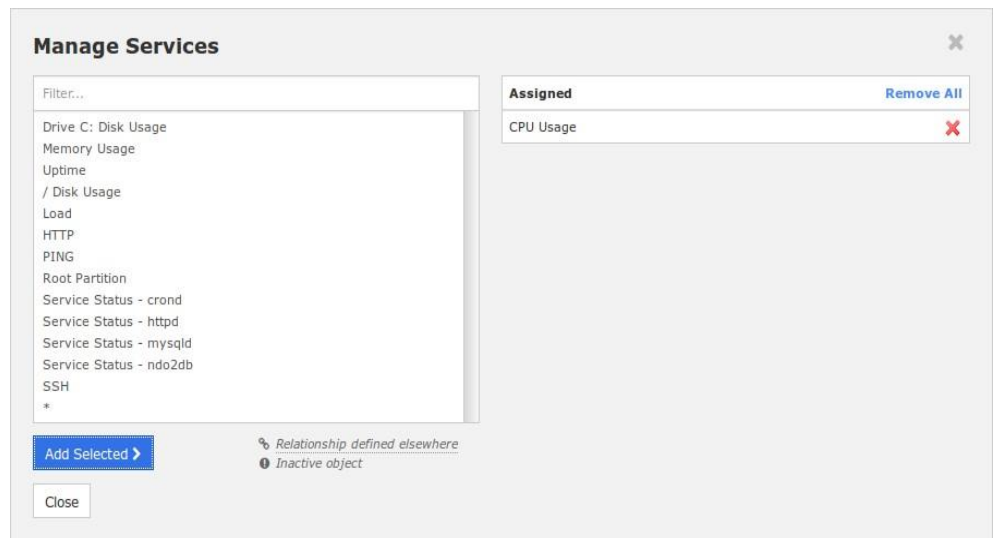 Manage Services
Filter...
Drive C: Disk Usage
Memory Usage
Uptime
/ Disk Usage
Load
HTTP
PING
Root Partition
Service Status - crond
Service Status - httpd
Service Status - mysqld
Service Status - ndo2db
SSH
*
Assigned Remove All
CPU Usage
Add Selected
Relationship defined elsewhere
Inactive object
Close